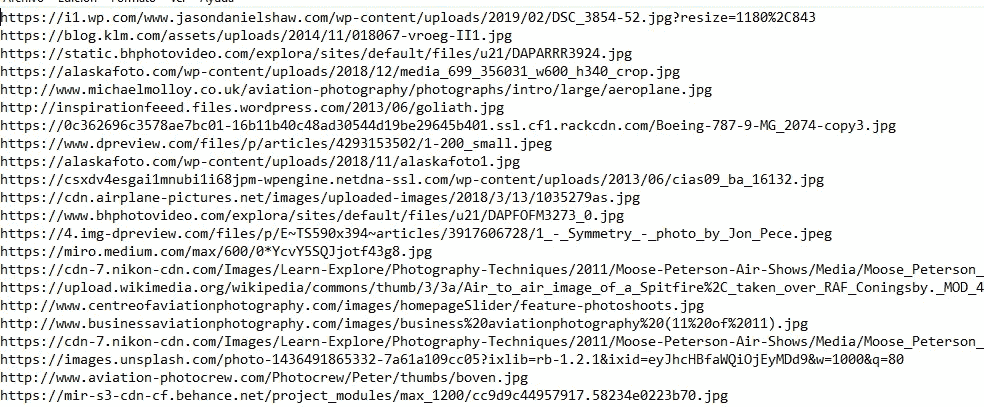 https://i1.wp.com/www.jasondanielshaw.com/wp-content/uploads/2019/02/DSC_3854-52.jpg?resize=1180%2C843
https://blog.klm.com/assets/uploads/2014/11/018067-vroeg-II1.jpg
https://static.bhphotovideo.com/explora/sites/default/files/u21/DAPARRR3924.jpg
https://alaskafoto.com/wp-content/uploads/2018/12/media_699_356031_w600_h340_crop.jpg
http://www.michaelmolloy.co.uk/aviation-photography/photographs/intro/large/aeroplane.jpg
http://inspirationfeeed.files.wordpress.com/2013/06/goliath.jpg
https://0c362696c3578ae7bc01-16b11b40c48ad30544d19be29645b401.ssl.cf1.rackcdn.com/Boeing-787-9-MG_2074-copy3.jpg
https://www.dpreview.com/files/p/articles/4293153502/1-200_small.jpeg
https://alaskafoto.com/wp-content/uploads/2018/11/alaskafoto1.jpg
https://csxdv4esgai1mnubi1i68jpm-wpengine.netdna-ssl.com/wp-content/uploads/2013/06/cias09_ba_16132.jpg
https://cdn.airplane-pictures.net/images/uploaded-images/2018/3/13/1035279as.jpg
https://www.bhphotovideo.com/explora/sites/default/files/u21/DAPFOFM3273_0.jpg
https://4.img-dpreview.com/files/p/E~TS590x394~articles/3917606728/1_-_Symmetry_-_photo_by_Jon_Pece.jpeg
https://miro.medium.com/max/600/0*YcvY5SQJjotf43g8.jpg
https://cdn-7.nikon-cdn.com/Images/Learn-Explore/Photography-Techniques/2011/Moose-Peterson-Air-Shows/Media/Moose_Peterson_
https://upload.wikimedia.org/wikipedia/commons/thumb/3/3a/Air_to_air_image_of_a_Spitfire%2C_taken_over_RAF_Coningsby._MOD_4
http://www.centreofaviationphotography.com/images/homepageSlider/feature-photoshoots.jpg
http://www.businessaviationphotography.com/images/business%20aviationphotography%20(11%20of%2011).jpg
https://cdn-7.nikon-cdn.com/Images/Learn-Explore/Photography-Techniques/2011/Moose-Peterson-Air-Shows/Media/Moose_Peterson_
https://images.unsplash.com/photo-1436491865332-7a61a109cc05?ixlib=rb-1.2.1&ixid=eyJhcHBfaWQiOjEyMDd9&w=1000&q=80
http://www.aviation-photocrew.com/Photocrew/Peter/thumbs/boven.jpg
https://mir-s3-cdn-cf.behance.net/project_modules/max_1200/cc9d9c44957917.58234e0223b70.jpg